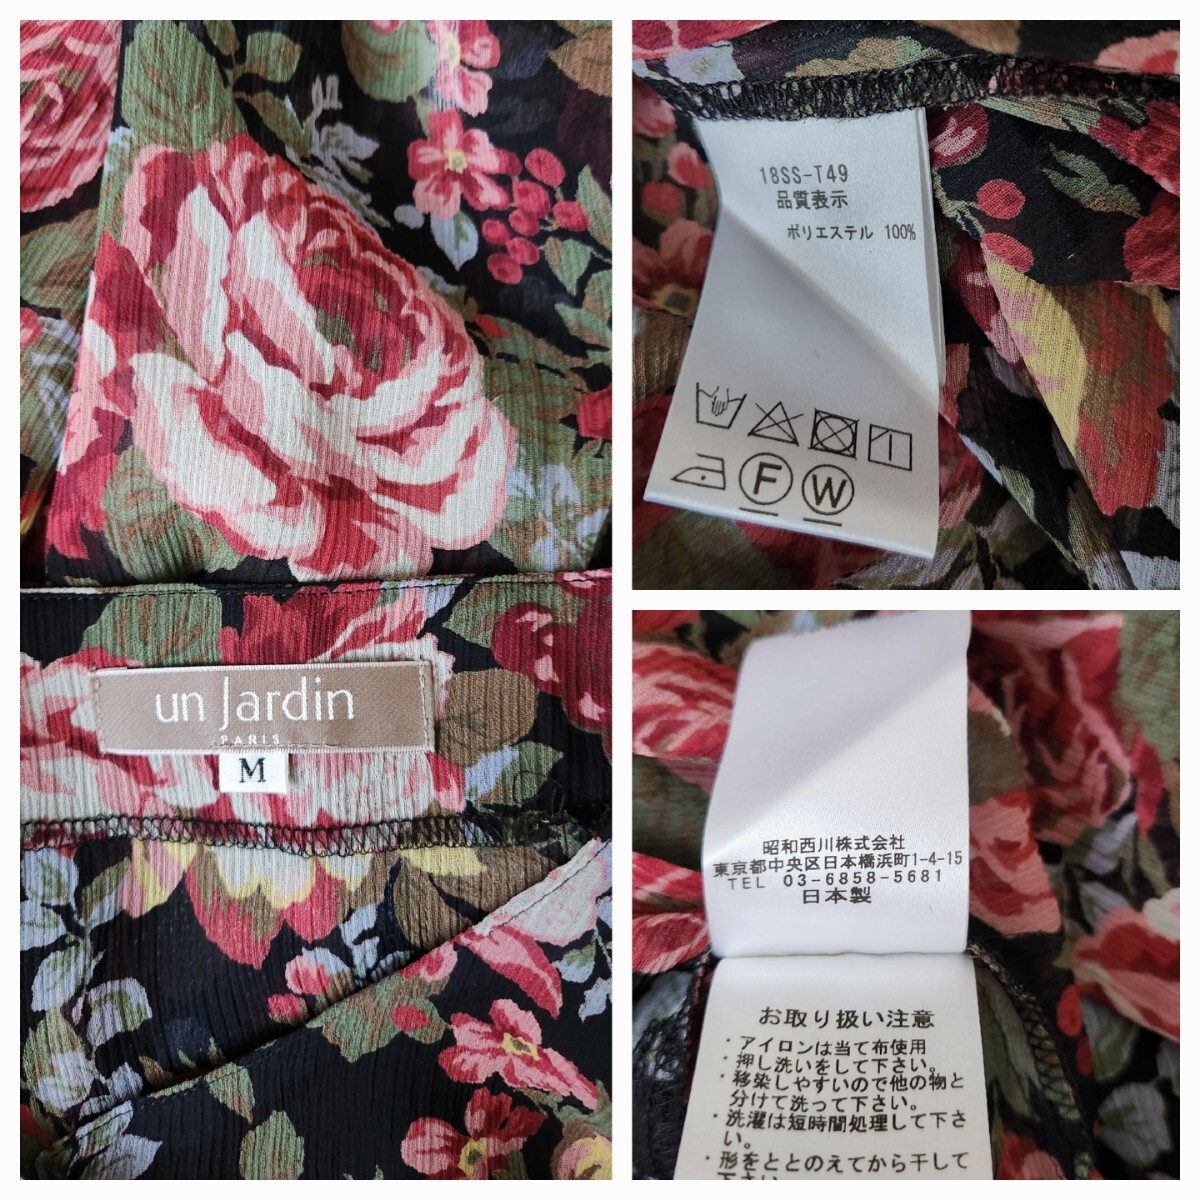 un Jardin
PARIS
M
18SS-T49
品質表示
ポリエステル 100%
F
W
昭和西川株式会社
東京都中央区日本橋浜町1-4-15
TEL 03-6858-5681
日本製
お取り扱い注意
・アイロンは当て布使用
・押し洗いをして下さい。
・移染しやすいので他の物と
分けて洗って下さい。
・洗濯は短時間処理して下さ
い。
・形をととのえてから干して
下さい。